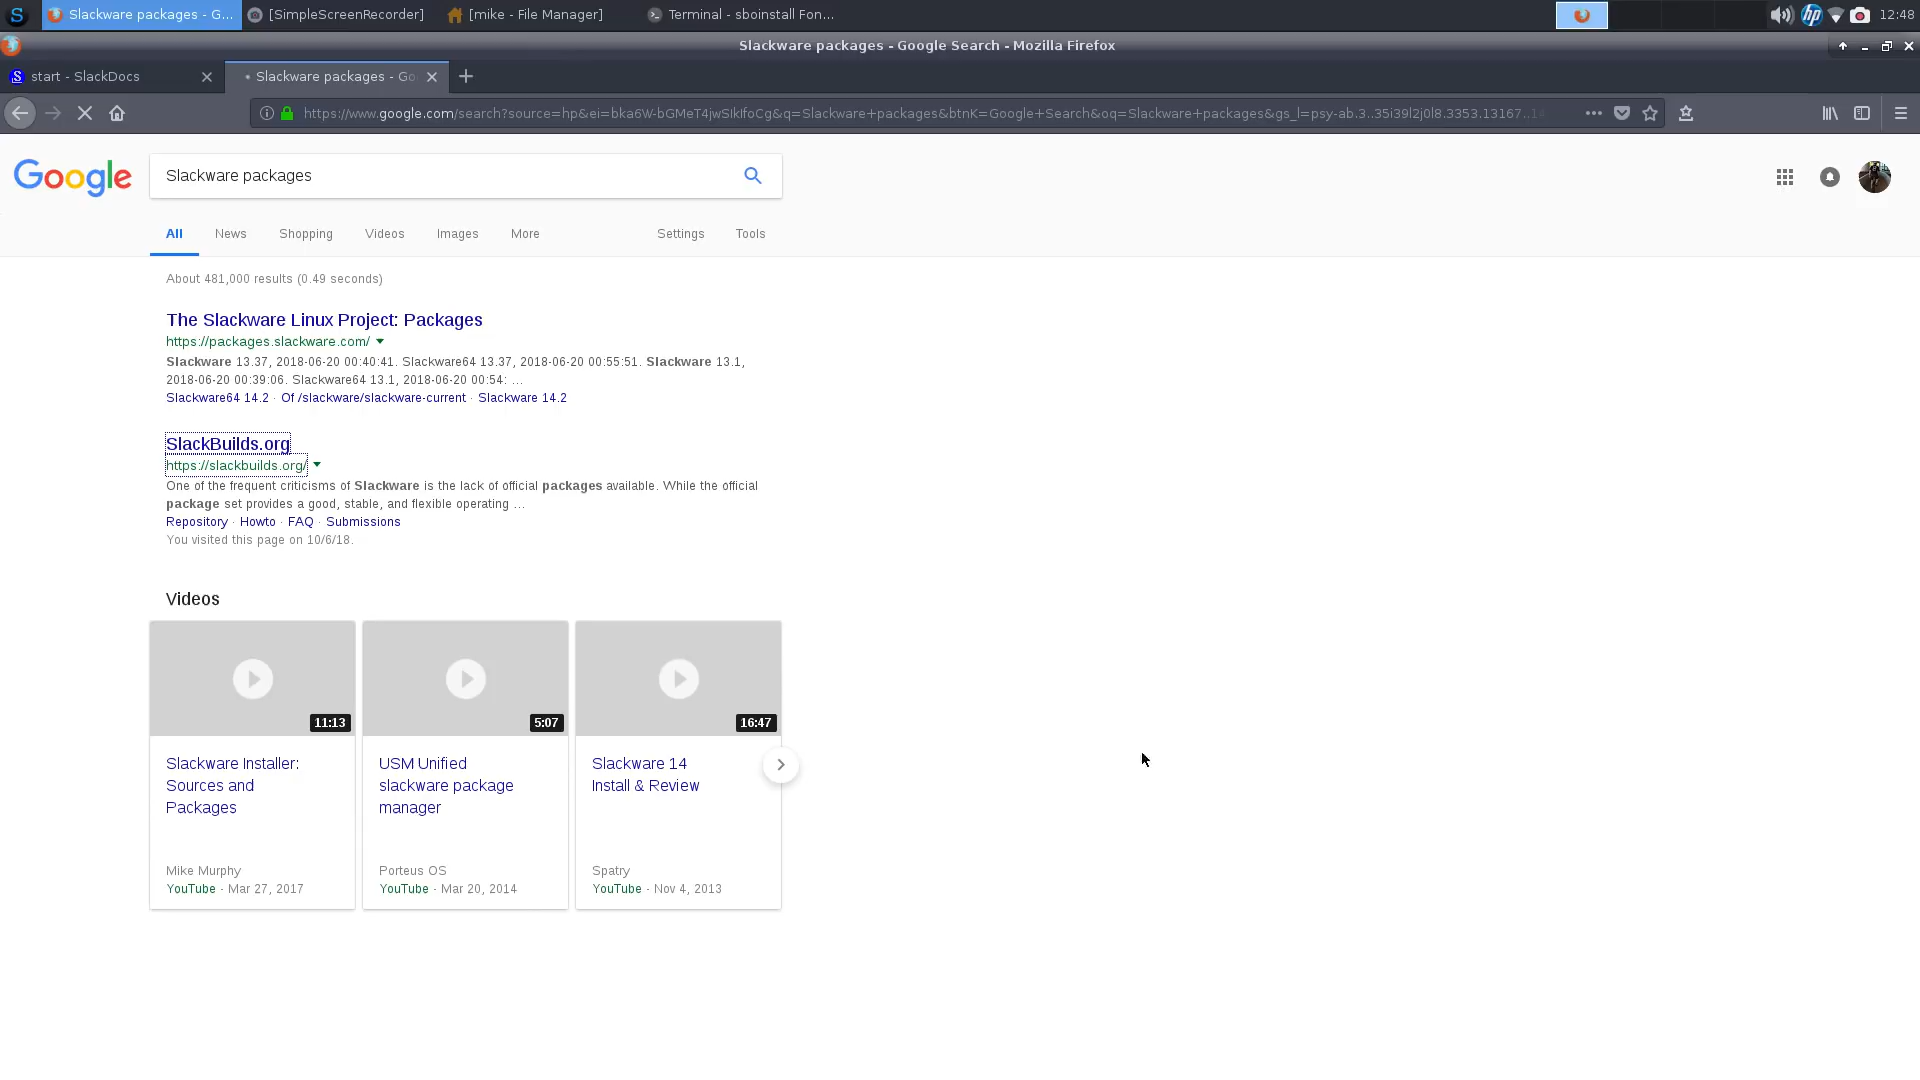 Slackware packages - G... [SimpleScreenRecorder] [mike - File Manager] Terminal - sboinstall Fon... 12:48
Slackware packages - Google Search - Mozilla Firefox
start - SlackDocs Slackware packages - Go
https://www.google.com/search?source=hp&ei=bka6W-bGMeT4jwSIkIfoCg&q=Slackware+packages&btnK=Google+Search&oq=Slackware+packages&gs_l=psy-ab.3..35i39l2j0l8.3353.13167..
Google Slackware packages
All News Shopping Videos Images More Settings Tools
About 481,000 results (0.49 seconds)
The Slackware Linux Project: Packages
https://packages.slackware.com/
Slackware 13.37, 2018-06-20 00:40:41. Slackware64 13.37, 2018-06-20 00:55:51. Slackware 13.1,
2018-06-20 00:39:06. Slackware64 13.1, 2018-06-20 00:54: ...
Slackware64 14.2 · Of /slackware/slackware-current · Slackware 14.2
SlackBuilds.org
https://slackbuilds.org/
One of the frequent criticisms of Slackware is the lack of official packages available. While the official
package set provides a good, stable, and flexible operating ...
Repository · Howto · FAQ · Submissions
You visited this page on 10/6/18.
Videos
11:13
Slackware Installer:
Sources and
Packages
Mike Murphy
YouTube - Mar 27, 2017
5:07
USM Unified
slackware package
manager
Porteus OS
YouTube - Mar 20, 2014
16:47
Slackware 14
Install & Review
Spatry
YouTube - Nov 4, 2013